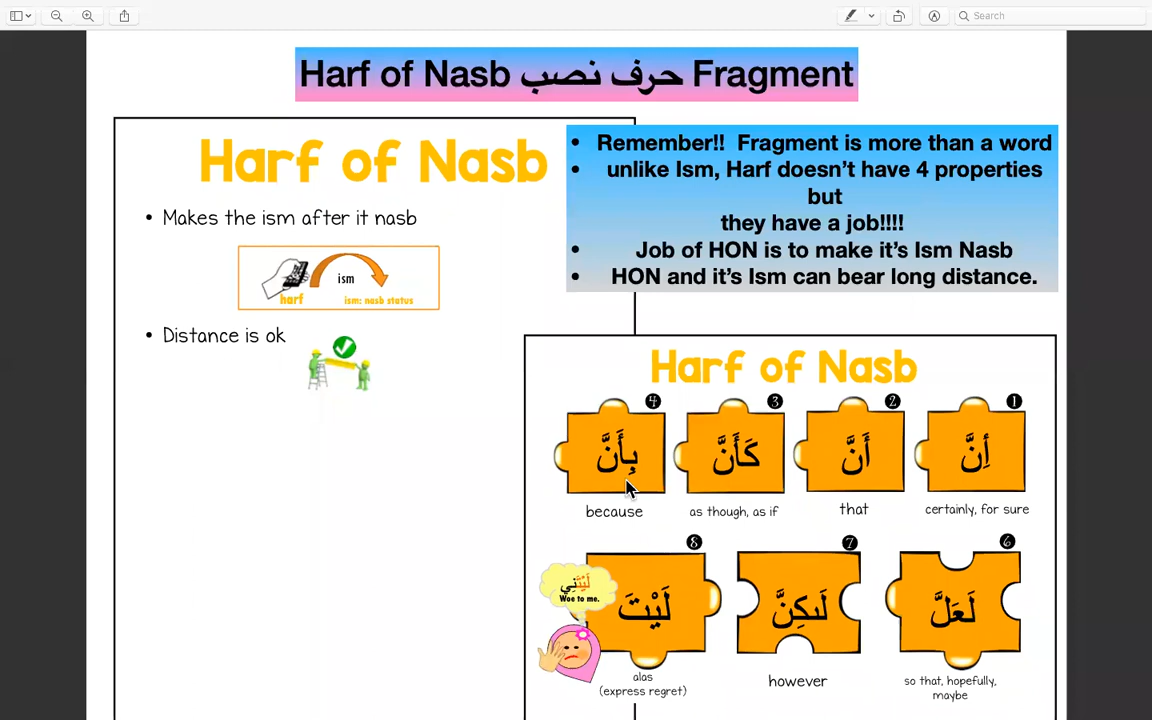 Search
Harf of Nasb حرف نصب Fragment
Harf of Nasb
• Makes the ism after it nasb
ism
harf
ism: nasb status
• Distance is ok
• Remember!! Fragment is more than a word
• unlike Ism, Harf doesn't have 4 properties
but
they have a job!!!!
• Job of HON is to make it's Ism Nasb
• HON and it's Ism can bear long distance.
Harf of Nasb
1
إِنَّ
certainly, for sure
2
أَنَّ
that
3
كَأَنَّ
as though, as if
4
بِأَنَّ
because
6
لَعَلَّ
so that, hopefully,
maybe
7
لَىكِنَّ
however
8
لَيْتَ
alas
(express regret)
لَيْتَنِي
Woe to me.